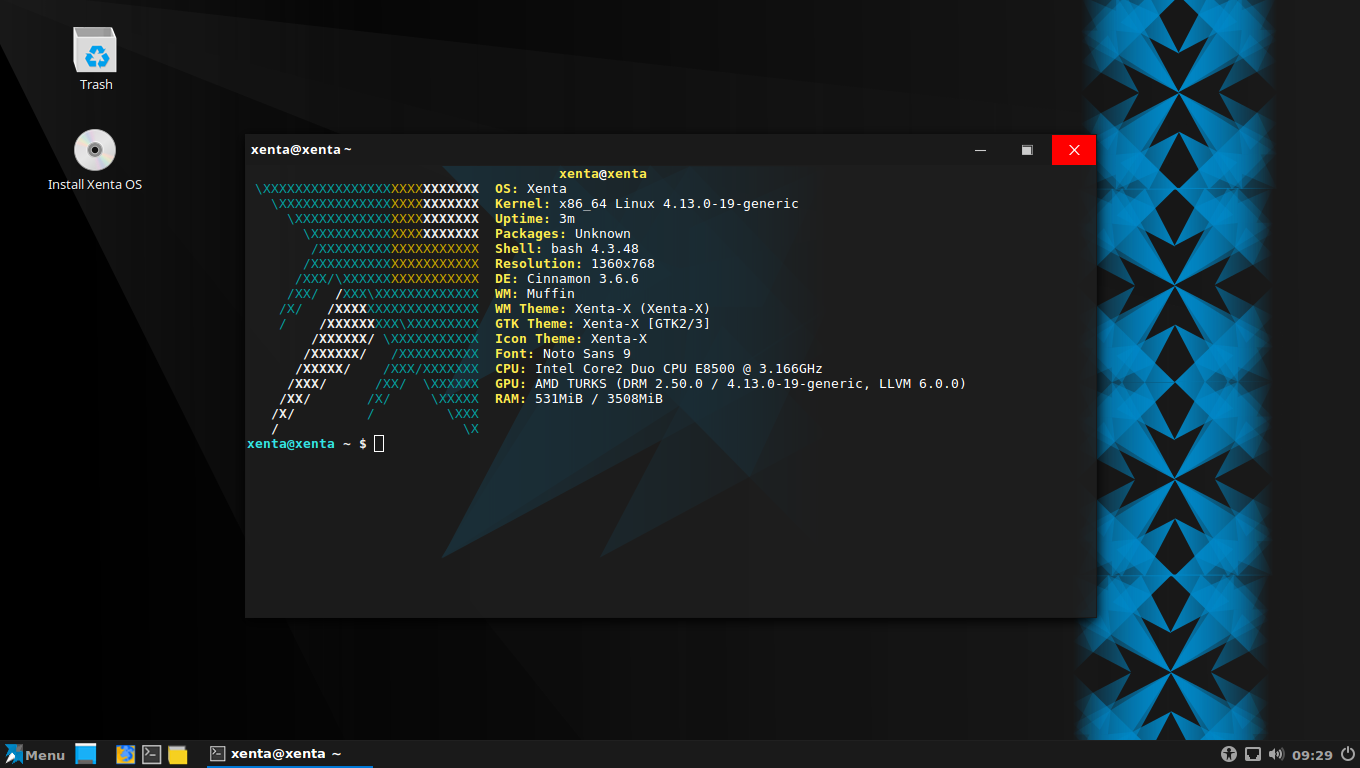 Trash
Install Xenta OS
xenta@xenta ~
xenta@xenta
\XXXXXXXXXXXXXXXXXXXXXXXXXXX OS: Xenta
\XXXXXXXXXXXXXXXXXXXXXXXXX Kernel: x86_64 Linux 4.13.0-19-generic
\XXXXXXXXXXXXXXXXXXXXXXX Uptime: 3m
\XXXXXXXXXXXXXXXXXXXXX Packages: Unknown
/XXXXXXXXXXXXXXXXXXXX Shell: bash 4.3.48
/XXXXXXXXXXXXXXXXXXXXX Resolution: 1360x768
/XXX/\XXXXXXXXXXXXXXXXX DE: Cinnamon 3.6.6
/XX/ /XXX\XXXXXXXXXXXXX WM: Muffin
/X/ /XXXXXXXXXXXXXXXXXX WM Theme: Xenta-X (Xenta-X)
/ /XXXXXXXXX\XXXXXXXXX GTK Theme: Xenta-X [GTK2/3]
/XXXXXX/ \XXXXXXXXXXX Icon Theme: Xenta-X
/XXXXXX/ /XXXXXXXXXX Font: Noto Sans 9
/XXXXX/ /XXX/XXXXXXX CPU: Intel Core2 Duo CPU E8500 @ 3.166GHz
/XXX/ /XX/ \XXXXXX GPU: AMD TURKS (DRM 2.50.0 / 4.13.0-19-generic, LLVM 6.0.0)
/XX/ /X/ \XXXXX RAM: 531MiB / 3508MiB
/X/ / \XXX
/ \X
xenta@xenta ~ $
Menu
xenta@xenta ~
09:29